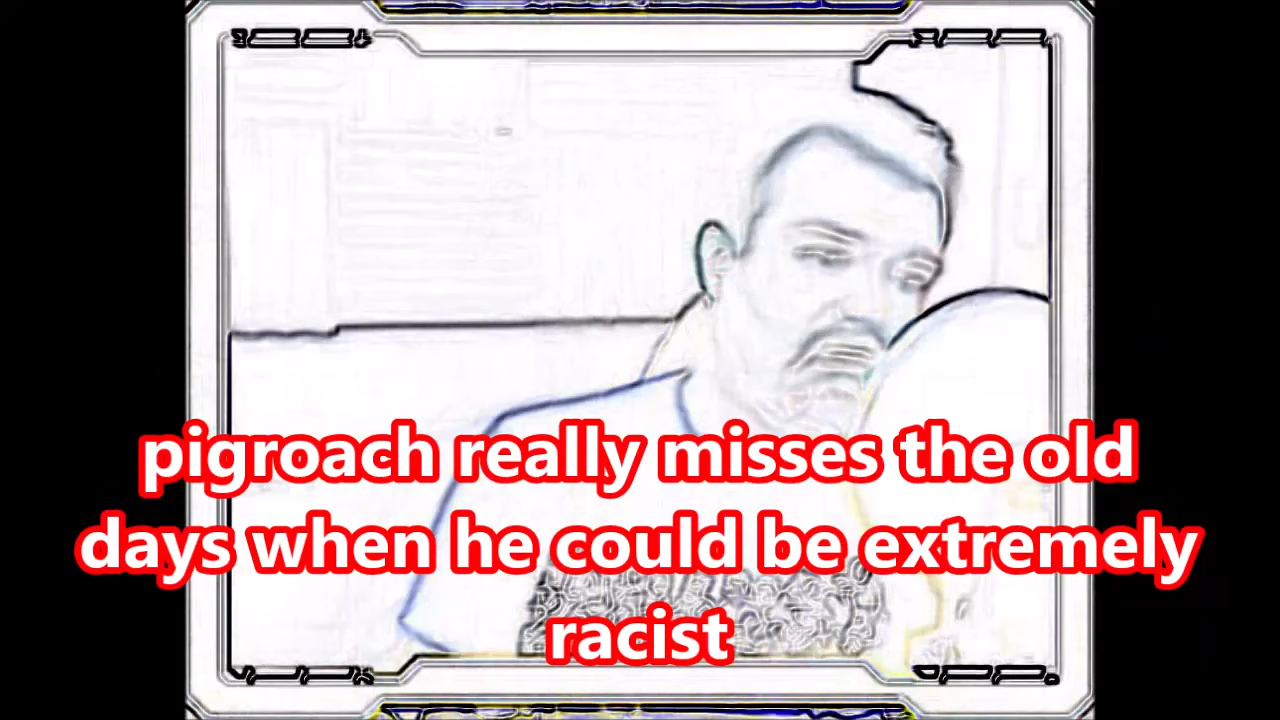 pigroach really misses the old
days when he could be extremely
racist